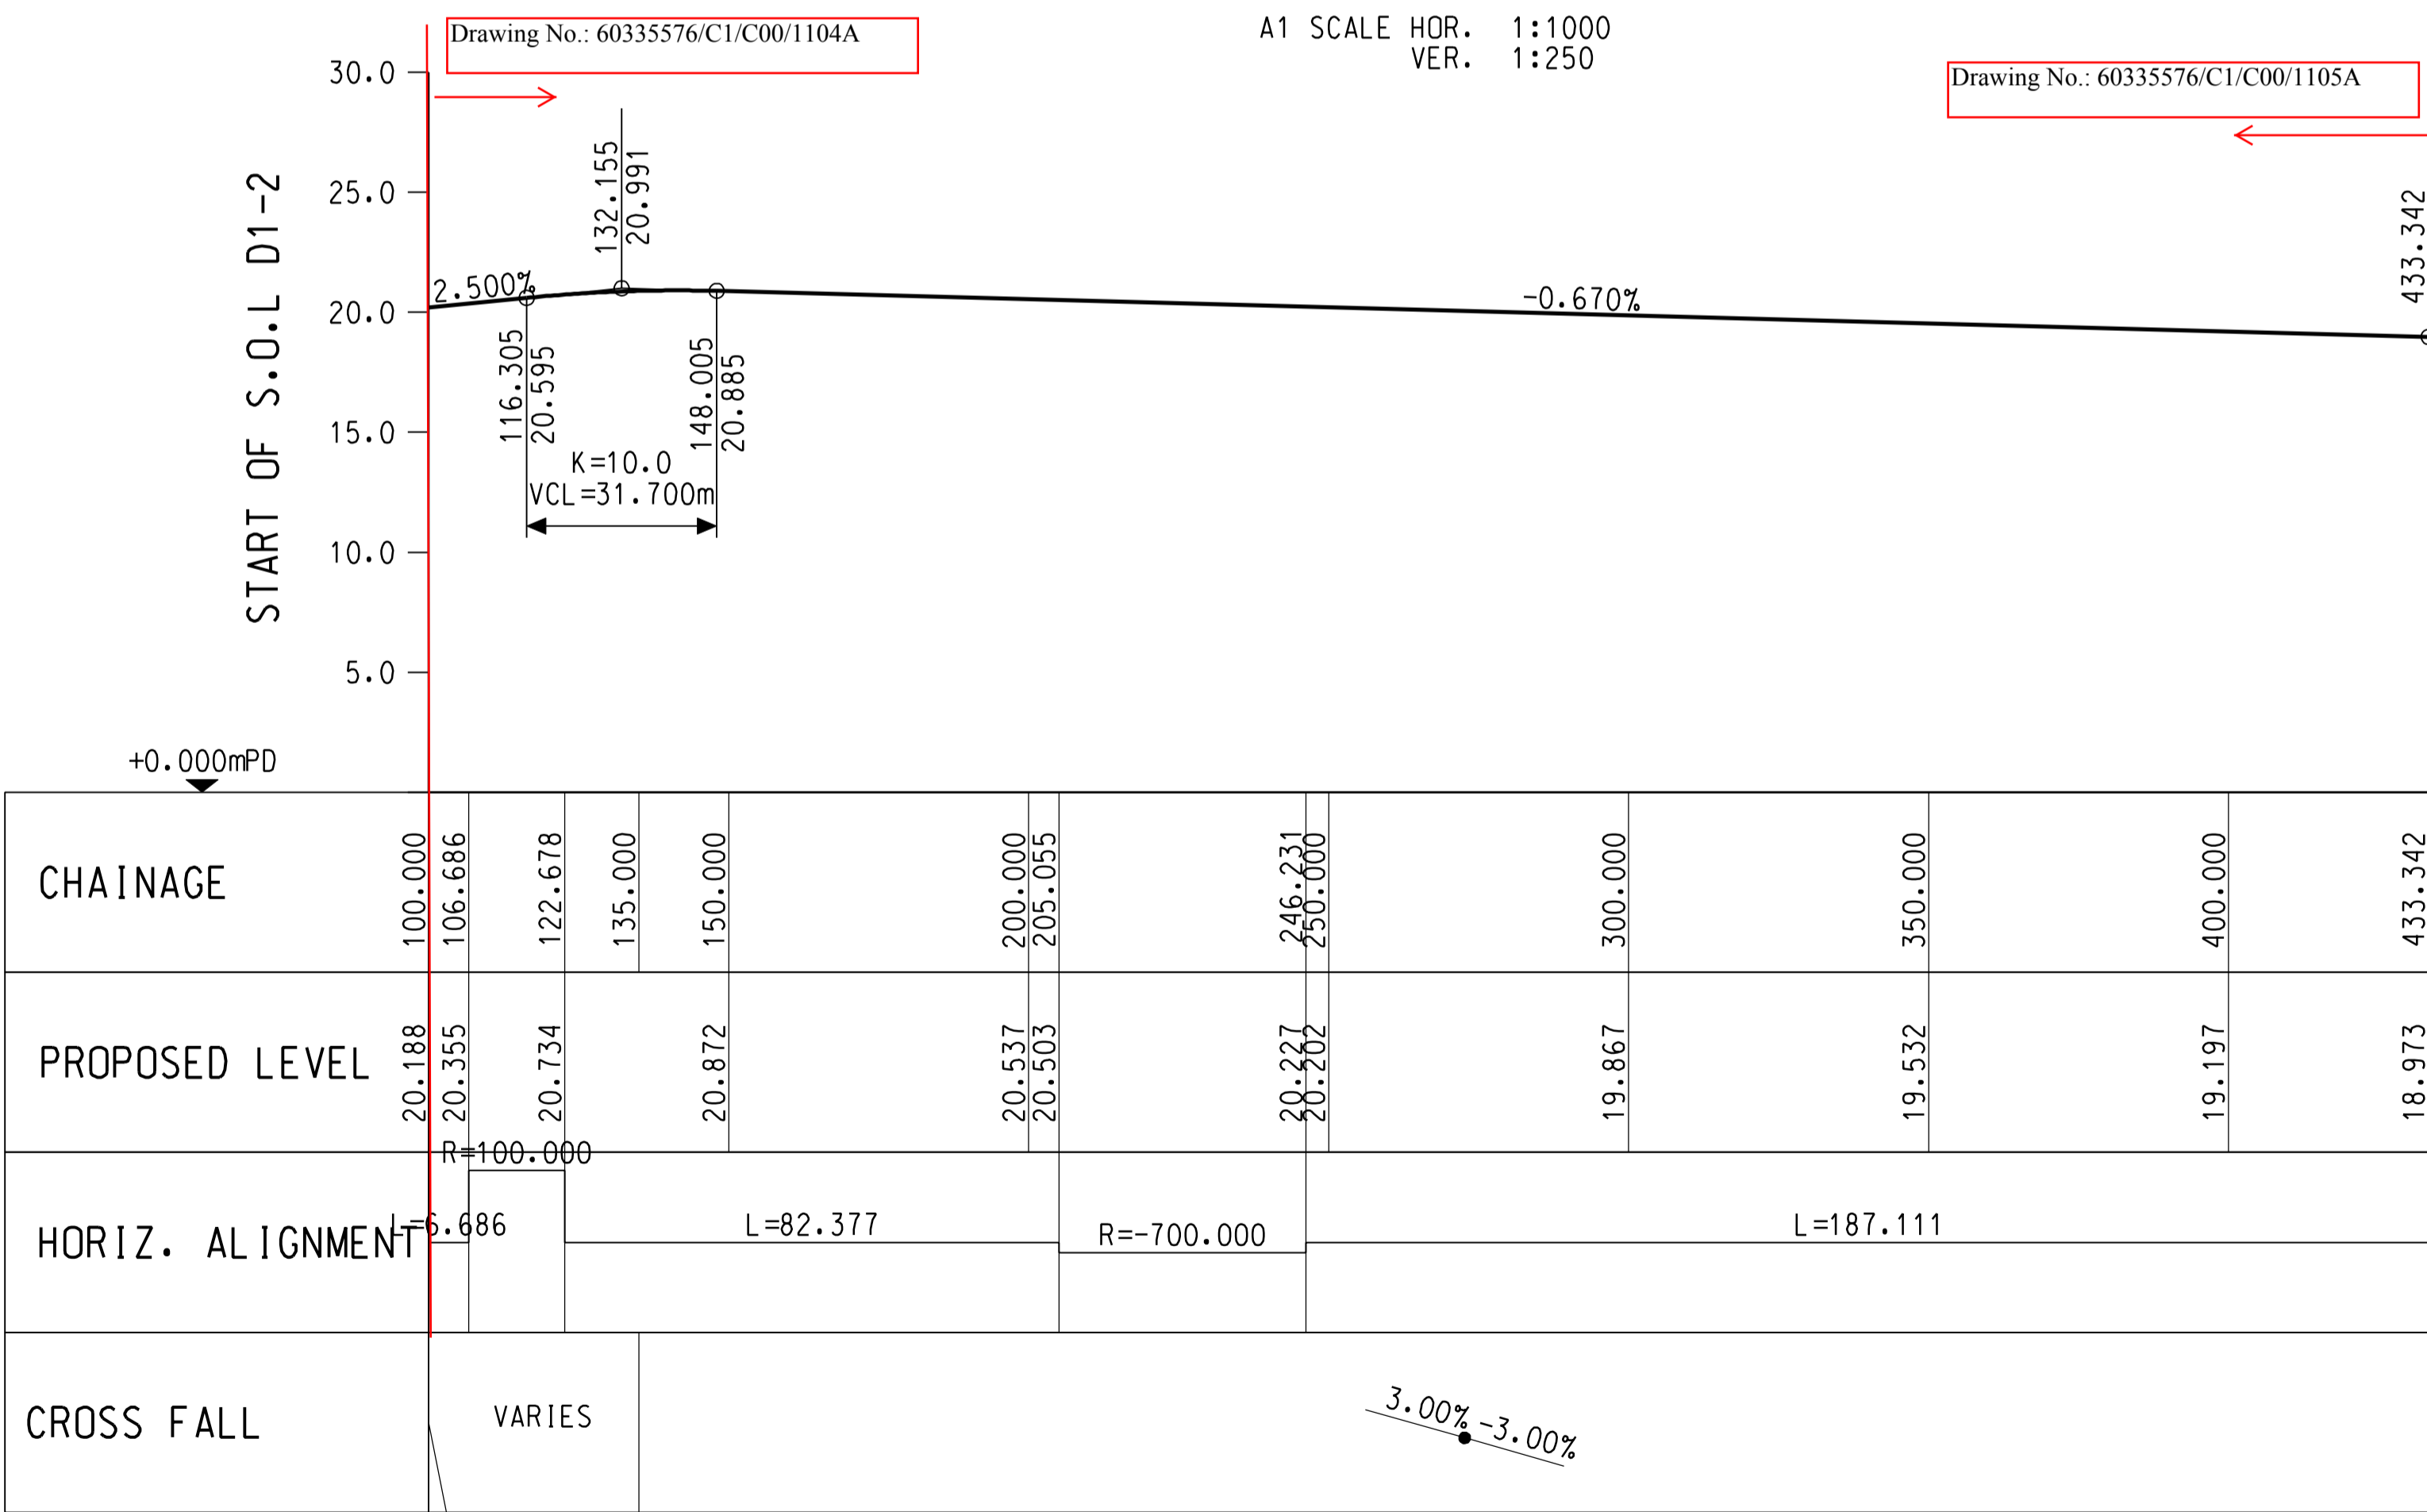 Drawing No.: 60335576/C1/C00/1104A
A1 SCALE HOR. 1:1000
VER. 1:250
Drawing No.: 60335576/C1/C00/1105A
START OF S.O.L D1-2
30.0
25.0
20.0
15.0
10.0
5.0
2.500%
132.155
20.991
-0.670%
433.342
116.305
20.595
148.005
20.885
K=10.0
VCL=31.700m
+0.000mPD
CHAINAGE
100.000
106.686
122.678
135.000
150.000
200.000
205.055
246.231
250.000
300.000
350.000
400.000
433.342
PROPOSED LEVEL
20.188
20.355
20.734
20.872
20.537
20.503
20.227
20.202
19.867
19.532
19.197
18.973
HORIZ. ALIGNMENT
L=6.686
R=100.000
L=82.377
R=-700.000
L=187.111
CROSS FALL
VARIES
3.00% -3.00%